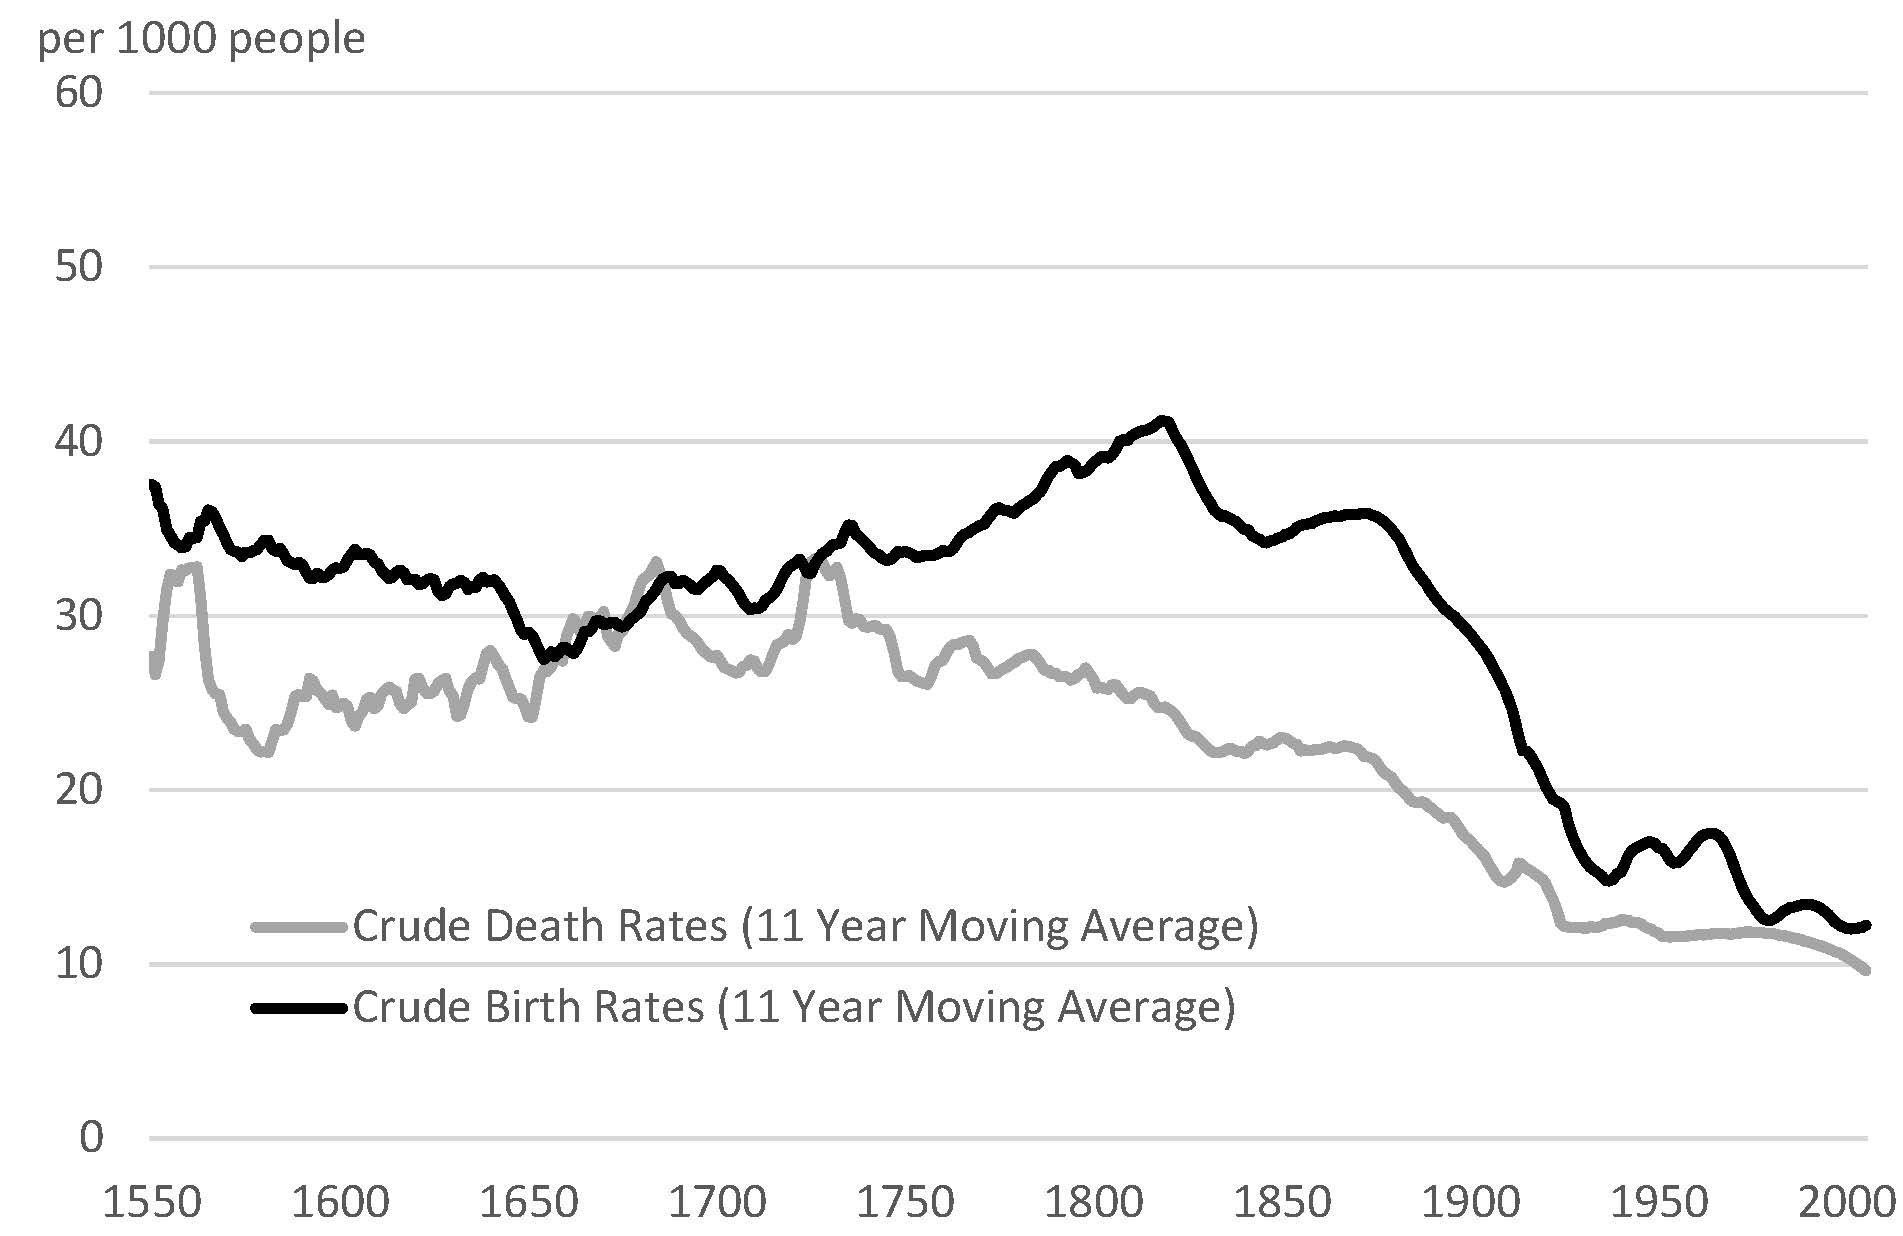 per 1000 people
60
50
40
30
20
10
0
Crude Death Rates (11 Year Moving Average)
Crude Birth Rates (11 Year Moving Average)
1550 1600 1650 1700 1750 1800 1850 1900 1950 2000